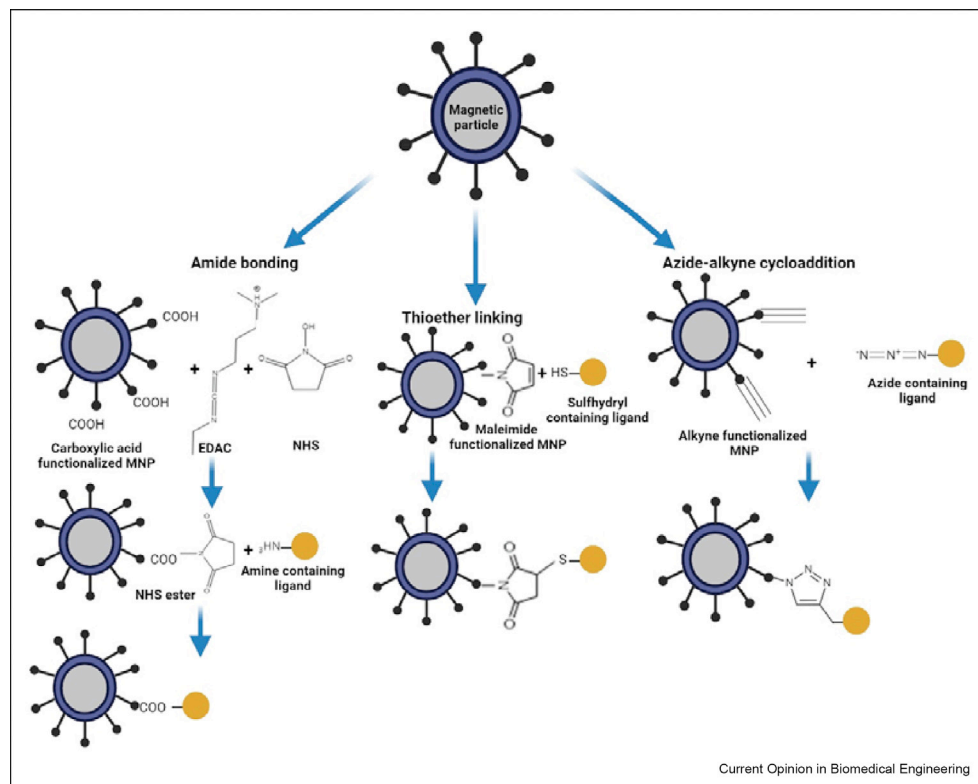 Magnetic
particle
Amide bonding
COOH
COOH
COOH
Carboxylic acid
functionalized MNP
+
H
N
N
C
N
EDAC
+
OH
N
O
O
NHS
COO
O
O
NHS ester
+
₂HN
Amine containing
ligand
COO
Thioether linking
O
N
O
Maleimide
functionalized MNP
+
HS
Sulfhydryl
containing ligand
O
N
O
S
Azide-alkyne cycloaddition
Alkyne functionalized
MNP
+
-N=N⁺=N
Azide containing
ligand
N
N
N
Current Opinion in Biomedical Engineering